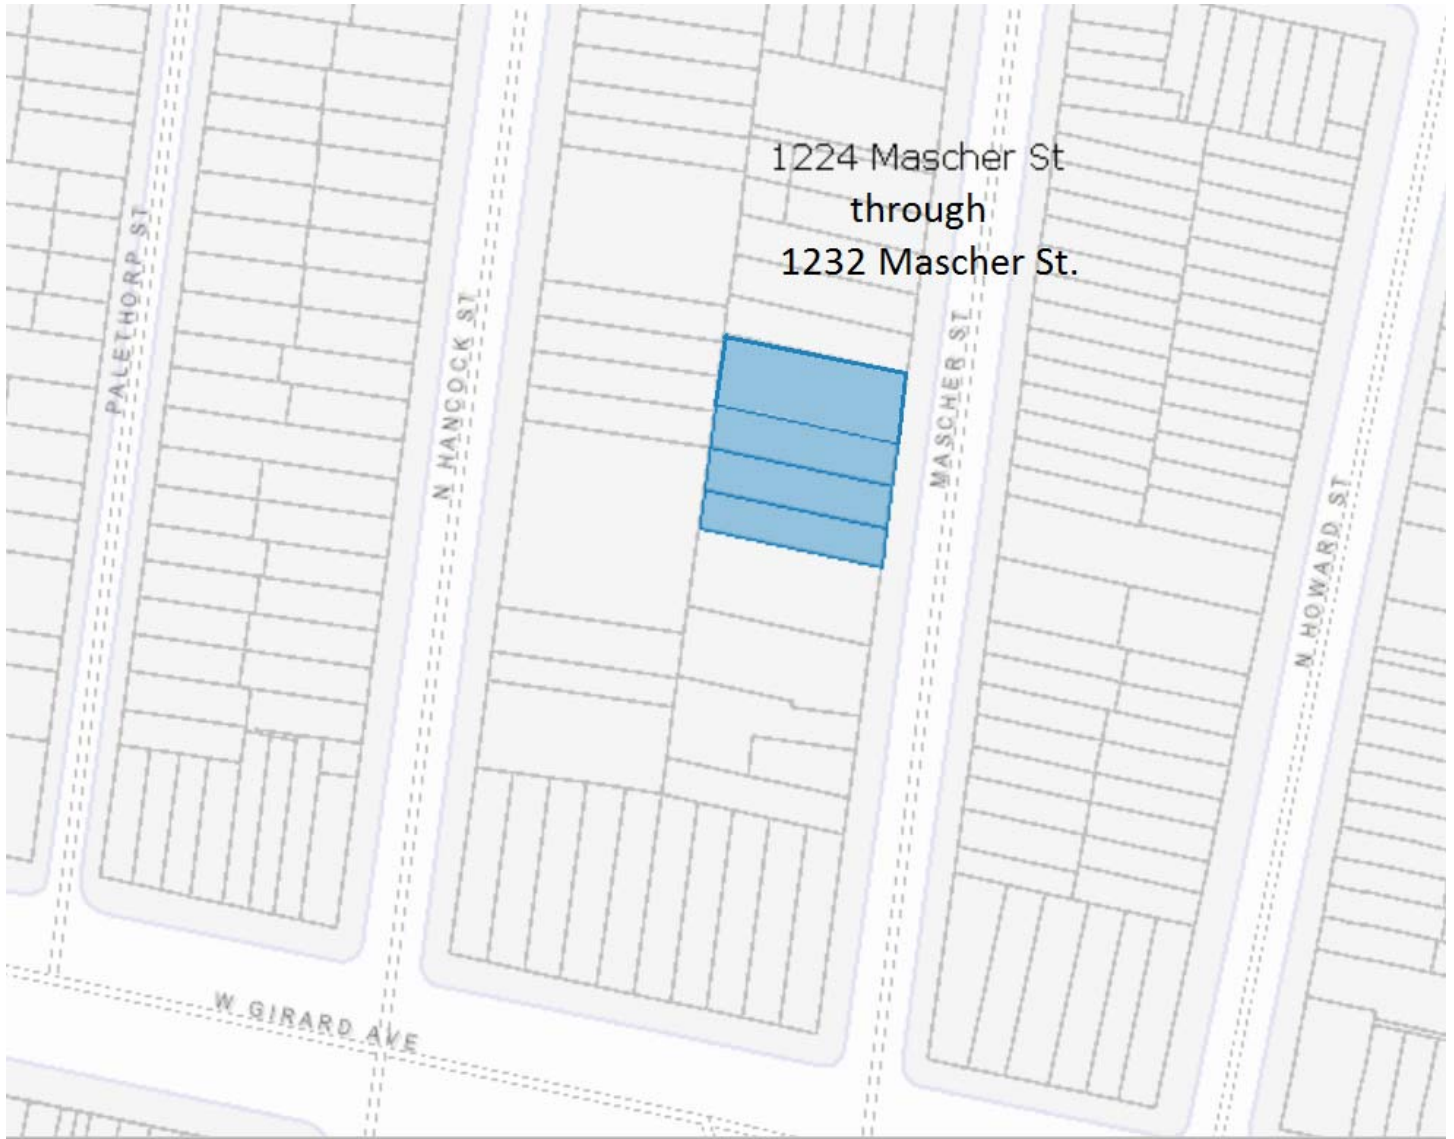 1224 Mascher St
through
1232 Mascher St.
PALETHORP ST
N HANCOCK ST
MASCHER ST
N HOWARD ST
W GIRARD AVE